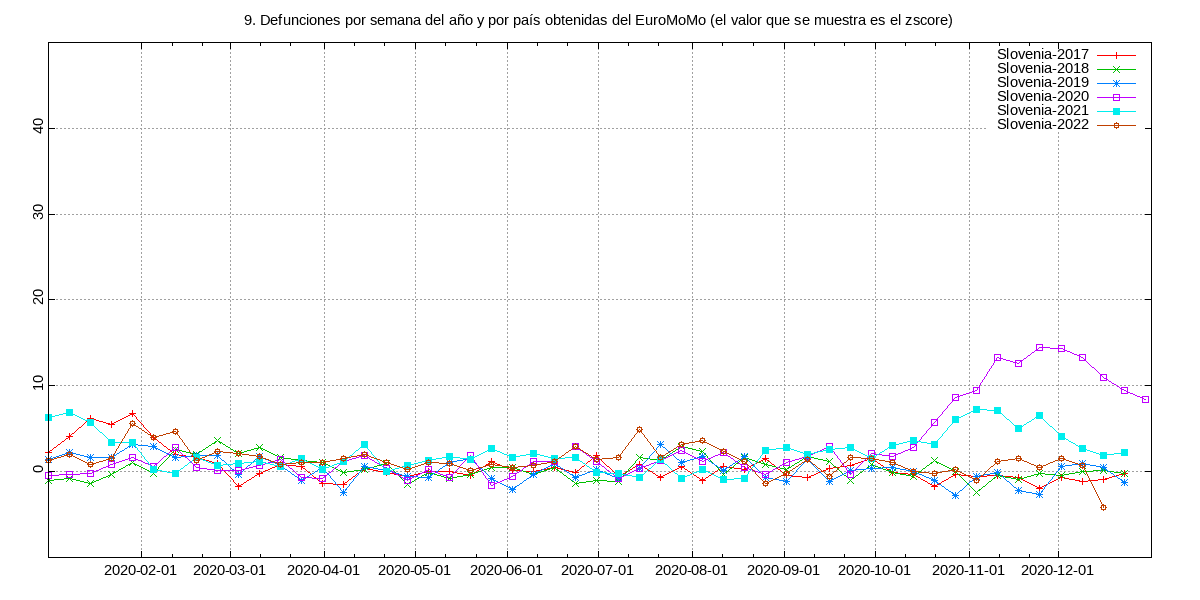 9. Defunciones por semana del año y por país obtenidas del EuroMoMo (el valor que se muestra es el zscore)
Slovenia-2017
Slovenia-2018
Slovenia-2019
Slovenia-2020
Slovenia-2021
Slovenia-2022
40
30
20
10
0
2020-02-01 2020-03-01 2020-04-01 2020-05-01 2020-06-01 2020-07-01 2020-08-01 2020-09-01 2020-10-01 2020-11-01 2020-12-01